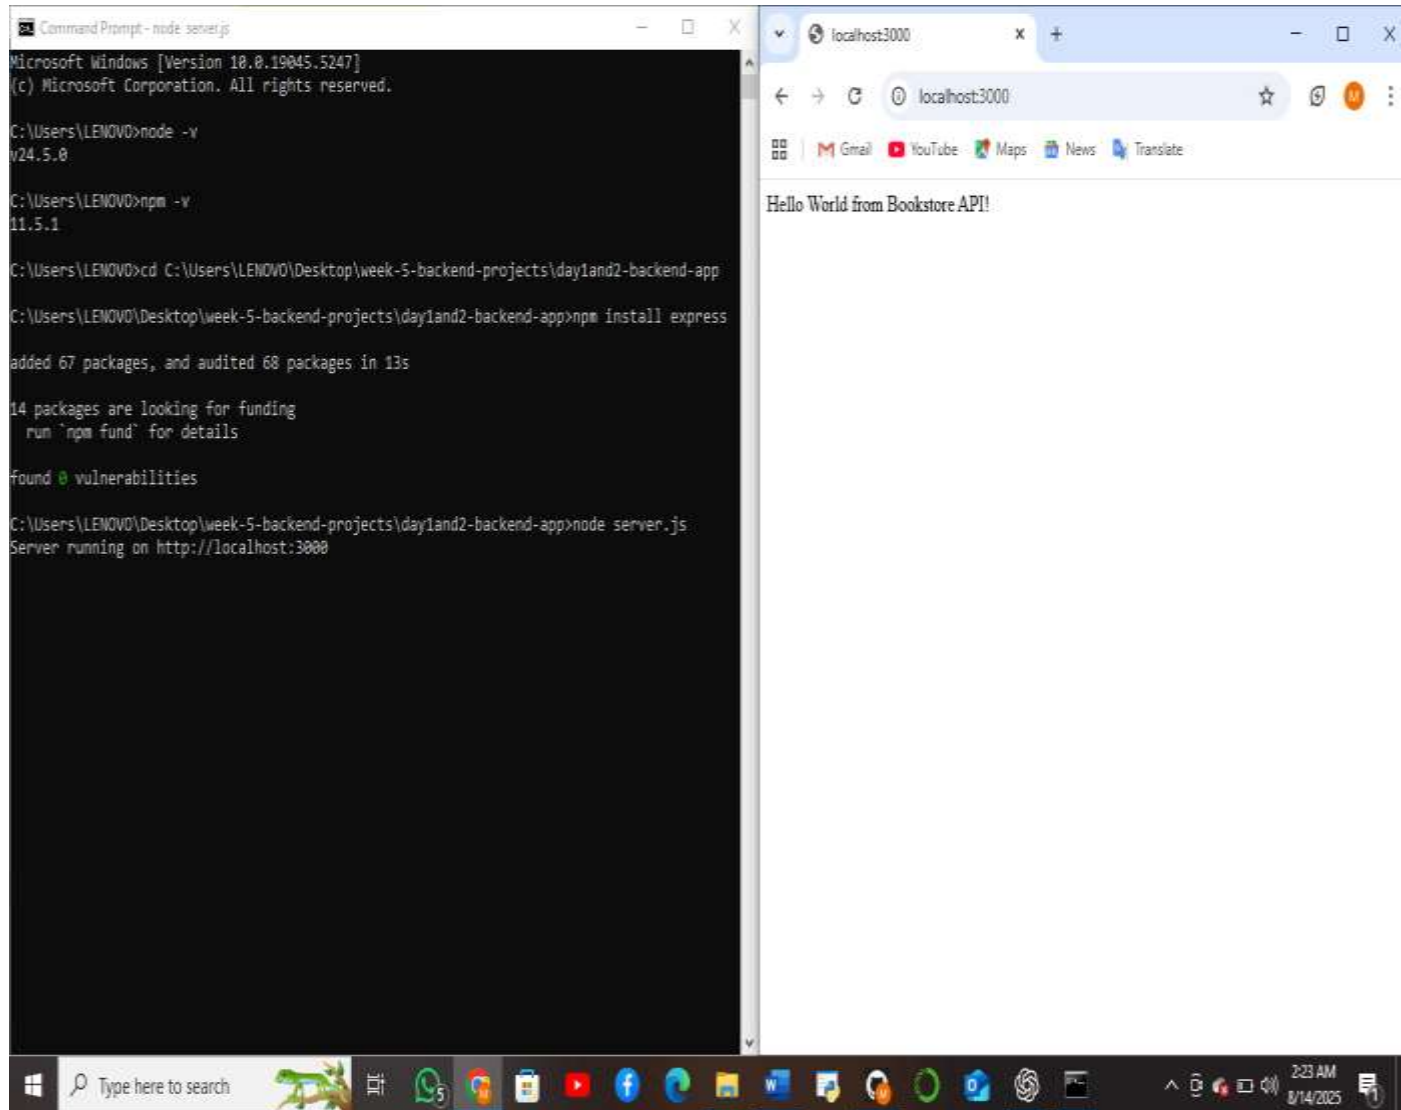 Command Prompt - node server.js
Microsoft Windows [Version 10.0.19045.5247]
(c) Microsoft Corporation. All rights reserved.
C:\Users\LENOVO>node -v
v24.5.0
C:\Users\LENOVO>npm -v
11.5.1
C:\Users\LENOVO>cd C:\Users\LENOVO\Desktop\week-5-backend-projects\day1and2-backend-app
C:\Users\LENOVO\Desktop\week-5-backend-projects\day1and2-backend-app>npm install express
added 67 packages, and audited 68 packages in 13s
14 packages are looking for funding
run `npm fund` for details
found 0 vulnerabilities
C:\Users\LENOVO\Desktop\week-5-backend-projects\day1and2-backend-app>node server.js
Server running on http://localhost:3000
localhost:3000
localhost:3000
M
Gmail YouTube Maps News Translate
Hello World from Bookstore API!
Type here to search
5
2:23 AM
8/14/2025
1